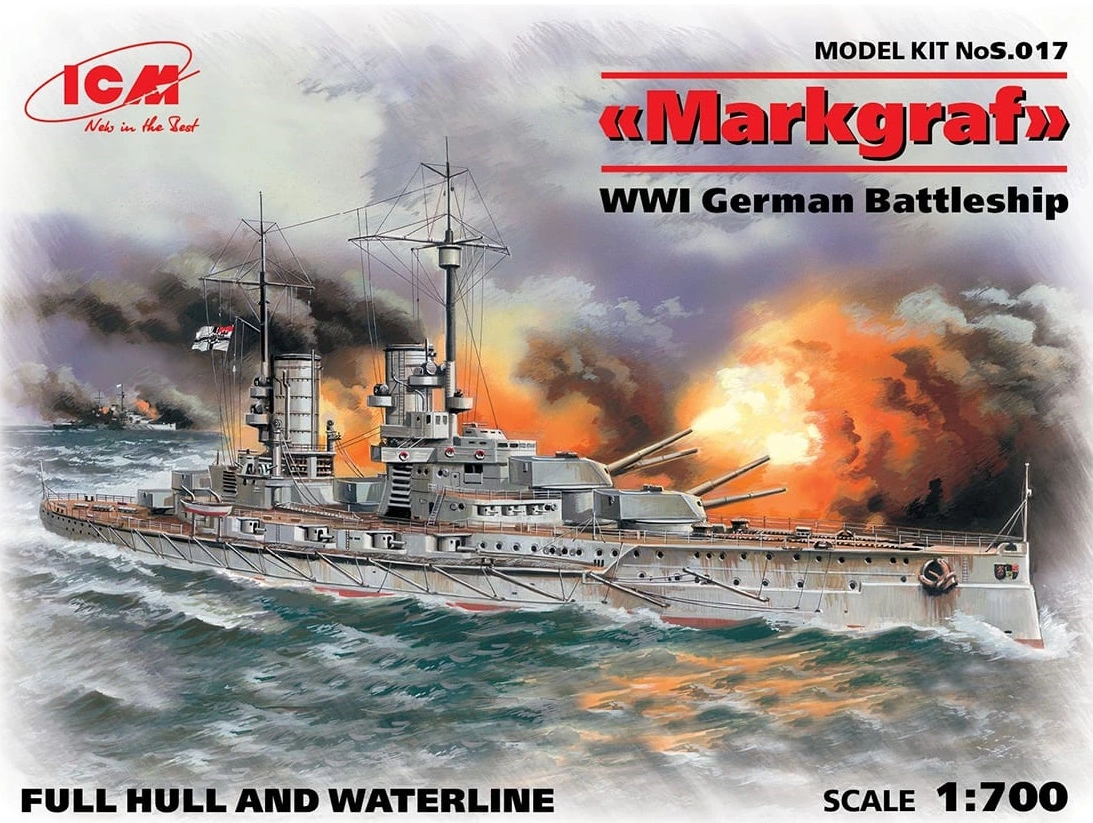 ICM
New in the Best
MODEL KIT NoS.017
«Markgraf»
WWI German Battleship
FULL HULL AND WATERLINE
SCALE 1:700